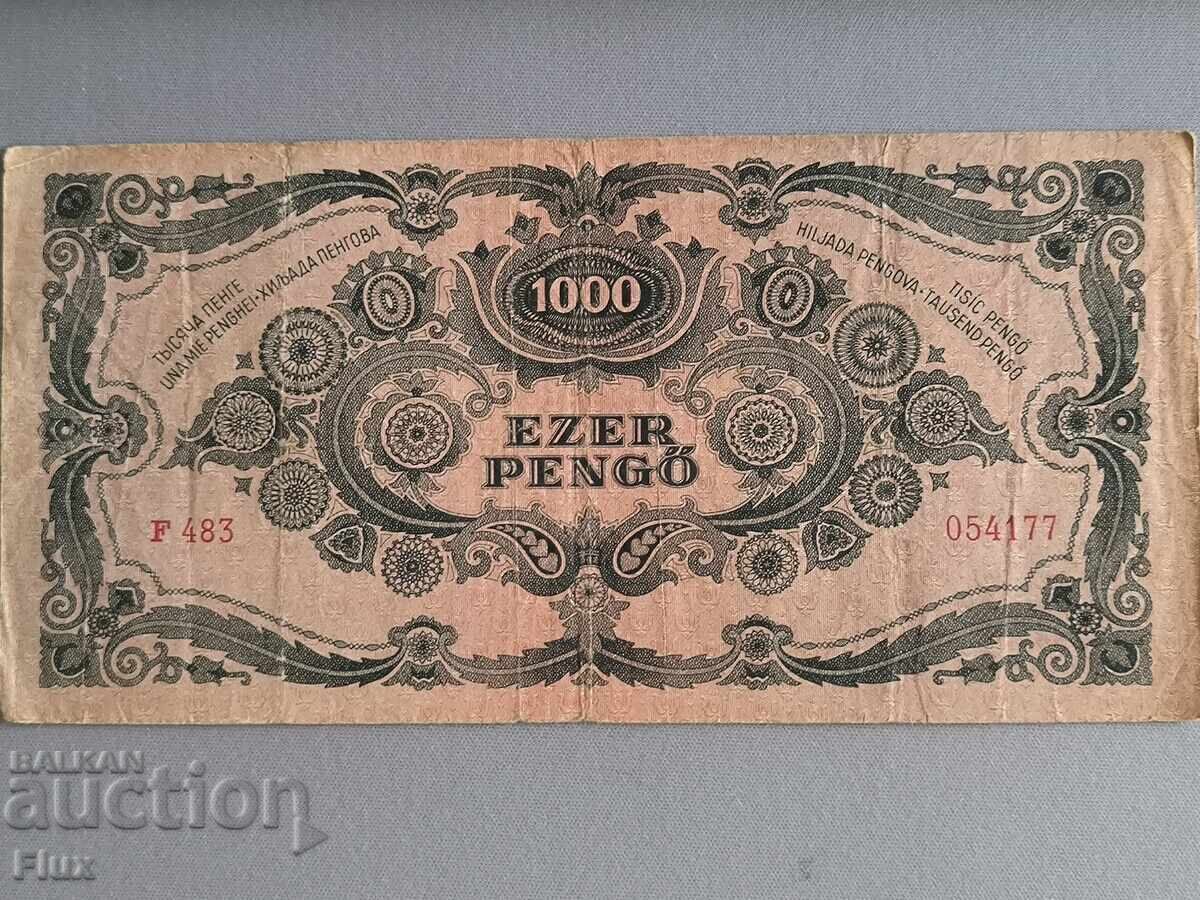 ТЫСЯЧА ПЕНГЕ
UNA MIE PENGHEI·ХИЉАДА ПЕНГОВА
HILJADA PENGOVA·TAUSEND PENGŐ
TISÍC PENGŐ
1000
EZER
PENGŐ
F 483
054177
BALKAN
auction
Flux